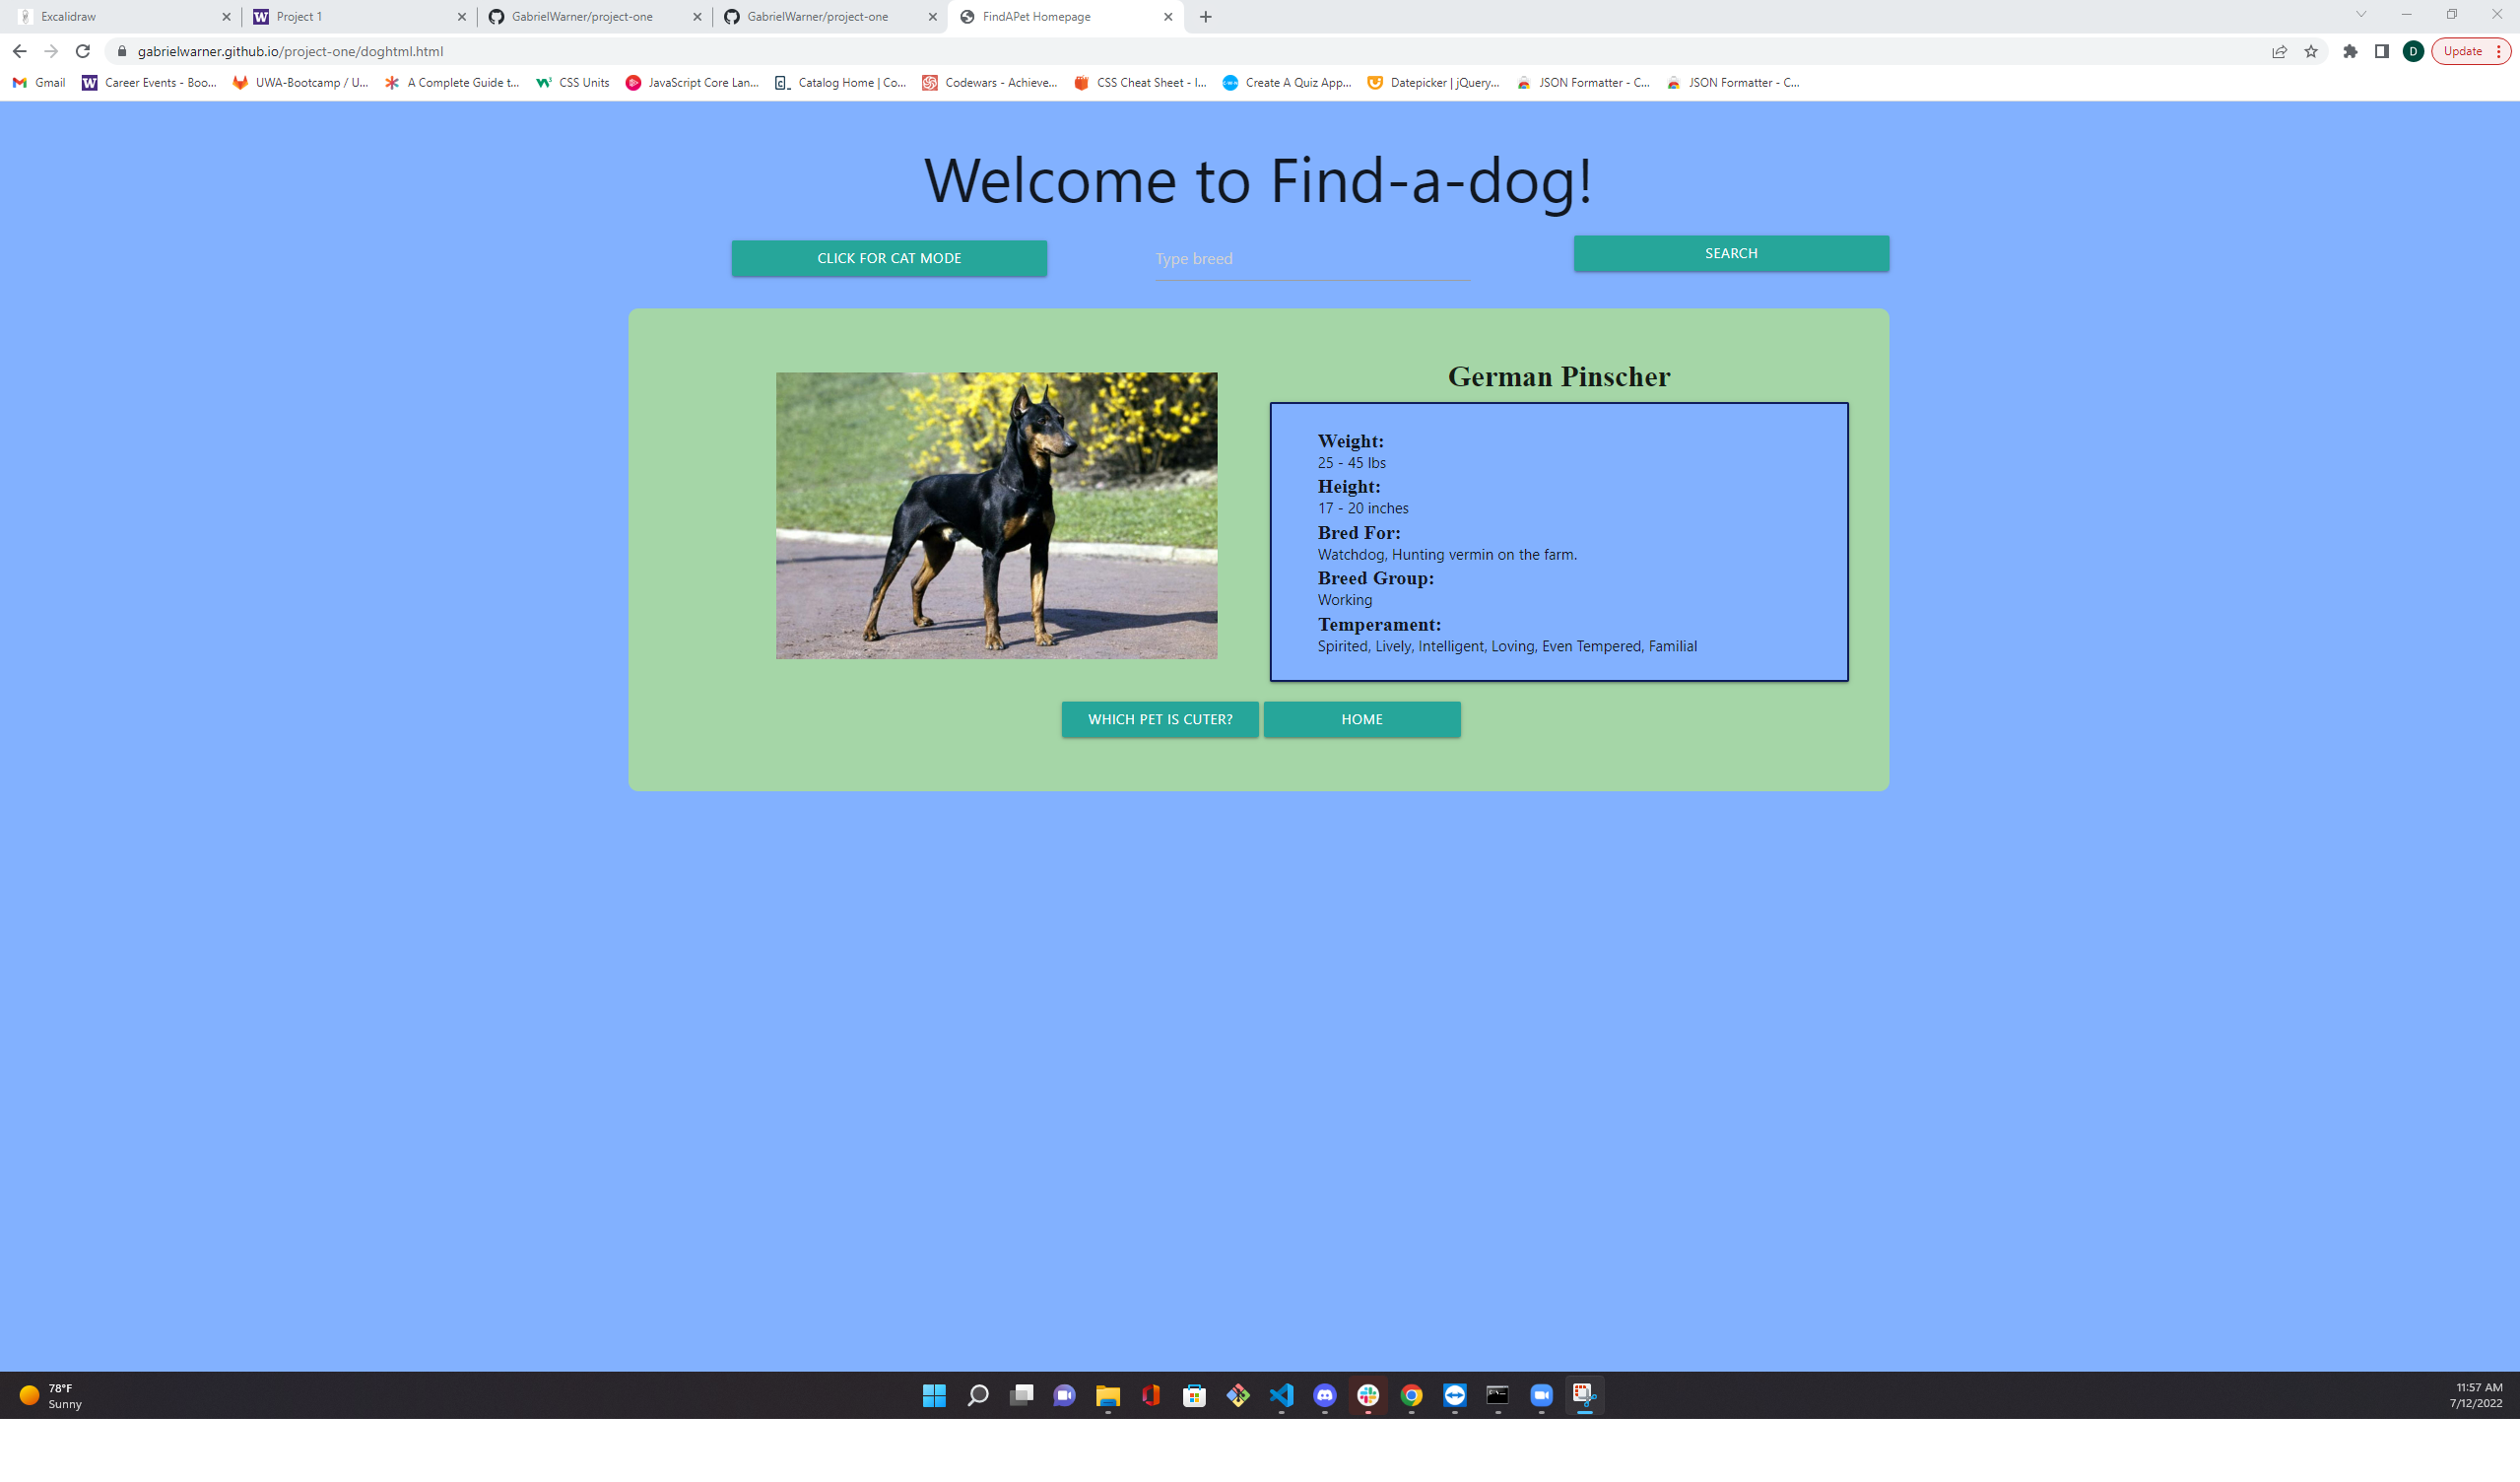 Excalidraw
Project 1
GabrielWarner/project-one
GabrielWarner/project-one
FindAPet Homepage
gabrielwarner.github.io/project-one/doghtml.html
D
Update
Gmail
W Career Events - Boo...
UWA-Bootcamp / U...
A Complete Guide t...
CSS Units
JavaScript Core Lan...
Catalog Home | Co...
Codewars - Achieve...
CSS Cheat Sheet - I...
Create A Quiz App...
Datepicker | jQuery...
JSON Formatter - C...
JSON Formatter - C...
Welcome to Find-a-dog!
CLICK FOR CAT MODE
Type breed
SEARCH
German Pinscher
Weight:
25 - 45 lbs
Height:
17 - 20 inches
Bred For:
Watchdog, Hunting vermin on the farm.
Breed Group:
Working
Temperament:
Spirited, Lively, Intelligent, Loving, Even Tempered, Familial
WHICH PET IS CUTER?
HOME
78°F
Sunny
11:57 AM
7/12/2022